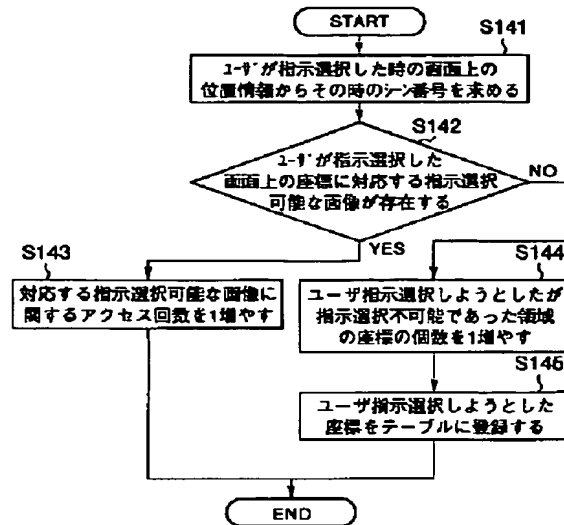 START
S141
ユーザが指示選択した時の画面上の
位置情報からその時のシーン番号を求める
S142
ユーザが指示選択した
画面上の座標に対応する指示選択
可能な画像が存在する
NO
YES
S143
対応する指示選択可能な画像に
関するアクセス回数を1増やす
S144
ユーザ指示選択しようとしたが
指示選択不可能であった領域
の座標の個数を1増やす
S145
ユーザ指示選択しようとした
座標をテーブルに登録する
END